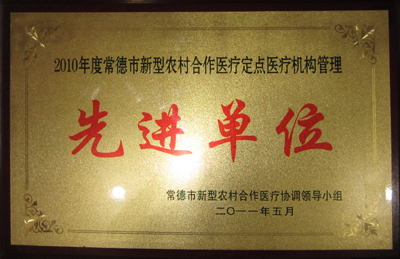 2010年度常德市新型农村合作医疗定点医疗机构管理
先进单位
常德市新型农村合作医疗协调领导小组
二〇一一年五月